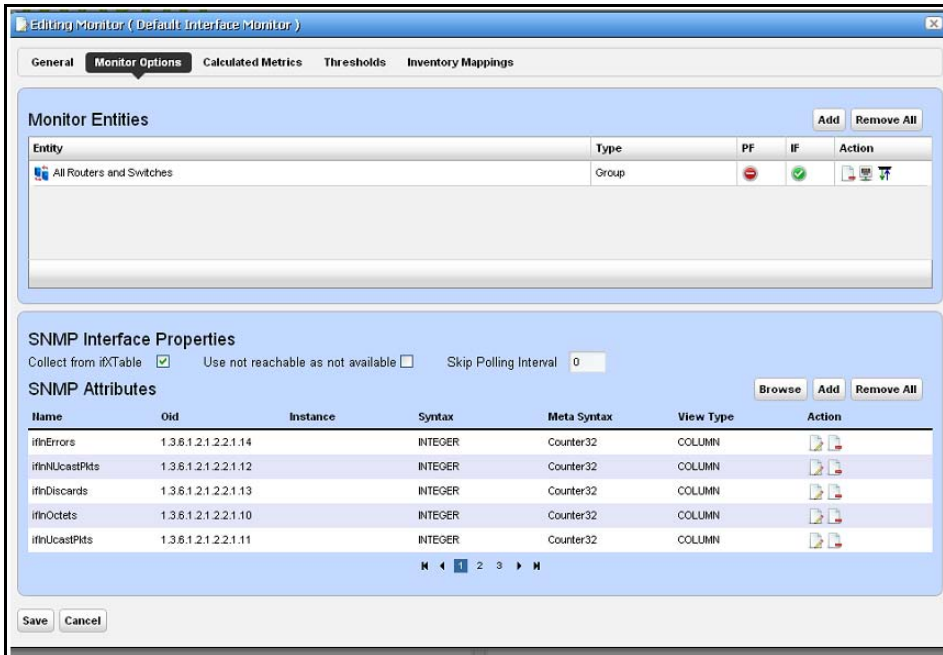 Editing Monitor ( Default Interface Monitor )
General Monitor Options Calculated Metrics Thresholds Inventory Mappings
Monitor Entities Add Remove All
Entity Type PF IF Action
All Routers and Switches Group
SNMP Interface Properties
Collect from ifXTable Use not reachable as not available Skip Polling Interval 0
SNMP Attributes Browse Add Remove All
Name Oid Instance Syntax Meta Syntax View Type Action
ifInErrors 1.3.6.1.2.1.2.2.1.14 INTEGER Counter32 COLUMN
ifInNUcastPkts 1.3.6.1.2.1.2.2.1.12 INTEGER Counter32 COLUMN
ifInDiscards 1.3.6.1.2.1.2.2.1.13 INTEGER Counter32 COLUMN
ifInOctets 1.3.6.1.2.1.2.2.1.10 INTEGER Counter32 COLUMN
ifInUcastPkts 1.3.6.1.2.1.2.2.1.11 INTEGER Counter32 COLUMN
1 2 3
Save Cancel